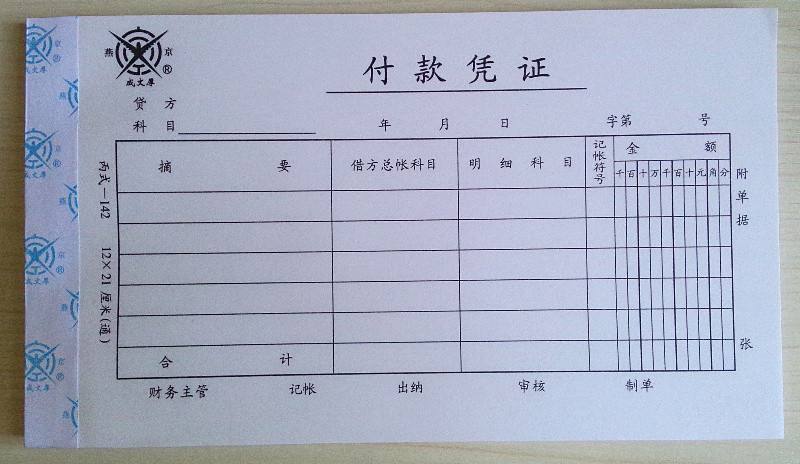 燕 京
®
成文厚
付款凭证
贷方
科目
年 月 日 字第 号
摘要 借方总帐科目 明细科目 记帐符号 金额
千百十万千百十元角分
附单据
张
丙式-142 12×21厘米(通)
合计
财务主管 记帐 出纳 审核 制单